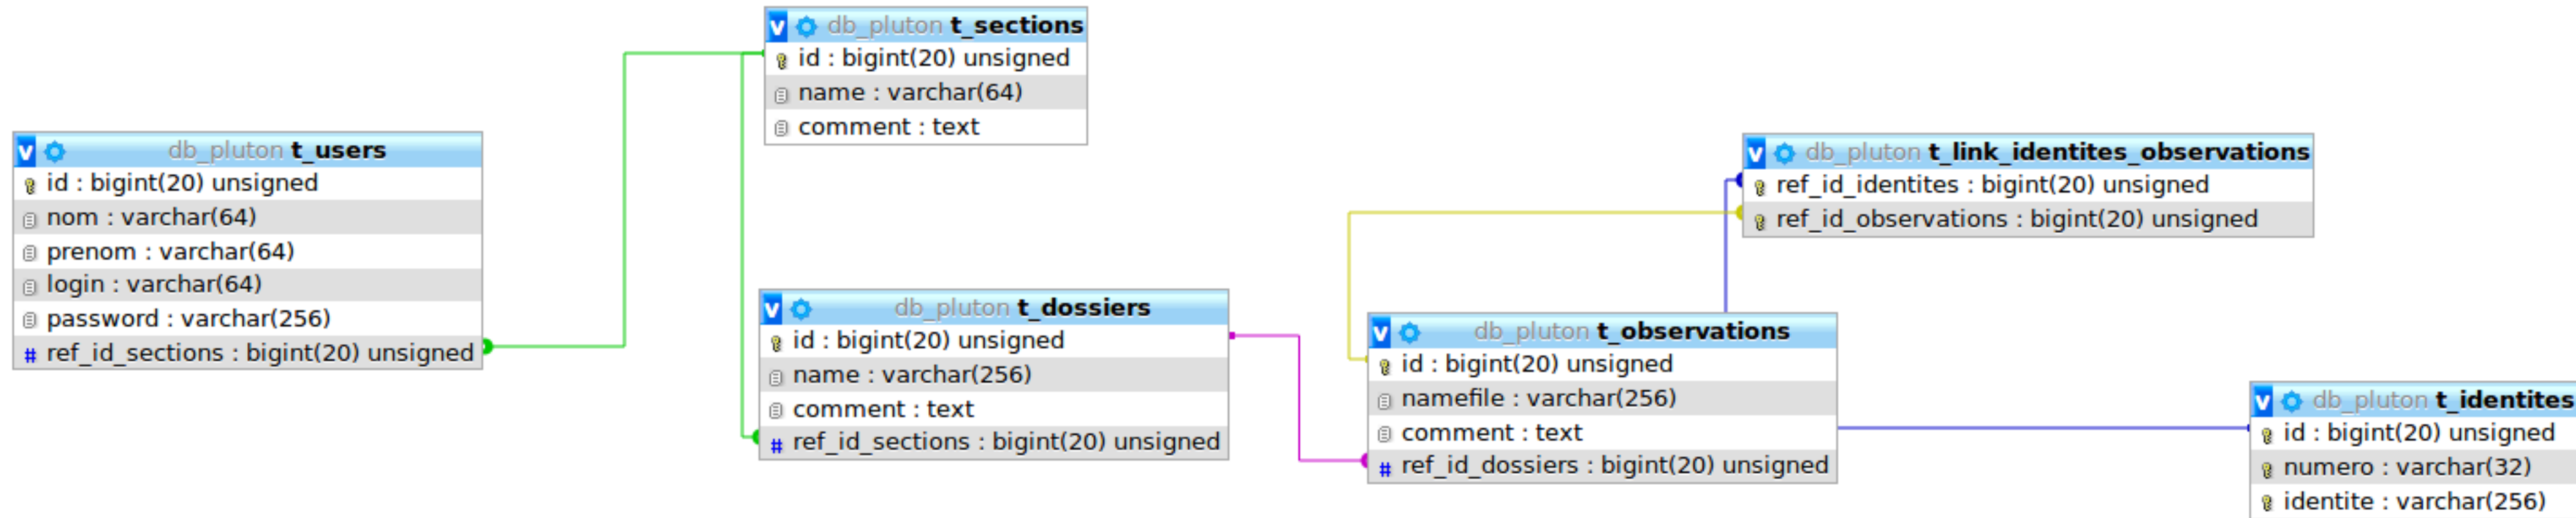 db_pluton t_sections
id : bigint(20) unsigned
name : varchar(64)
comment : text
db_pluton t_users
id : bigint(20) unsigned
nom : varchar(64)
prenom : varchar(64)
login : varchar(64)
password : varchar(256)
# ref_id_sections : bigint(20) unsigned
db_pluton t_dossiers
id : bigint(20) unsigned
name : varchar(256)
comment : text
# ref_id_sections : bigint(20) unsigned
db_pluton t_link_identites_observations
ref_id_identites : bigint(20) unsigned
ref_id_observations : bigint(20) unsigned
db_pluton t_observations
id : bigint(20) unsigned
namefile : varchar(256)
comment : text
# ref_id_dossiers : bigint(20) unsigned
db_pluton t_identites
id : bigint(20) unsigned
numero : varchar(32)
identite : varchar(256)